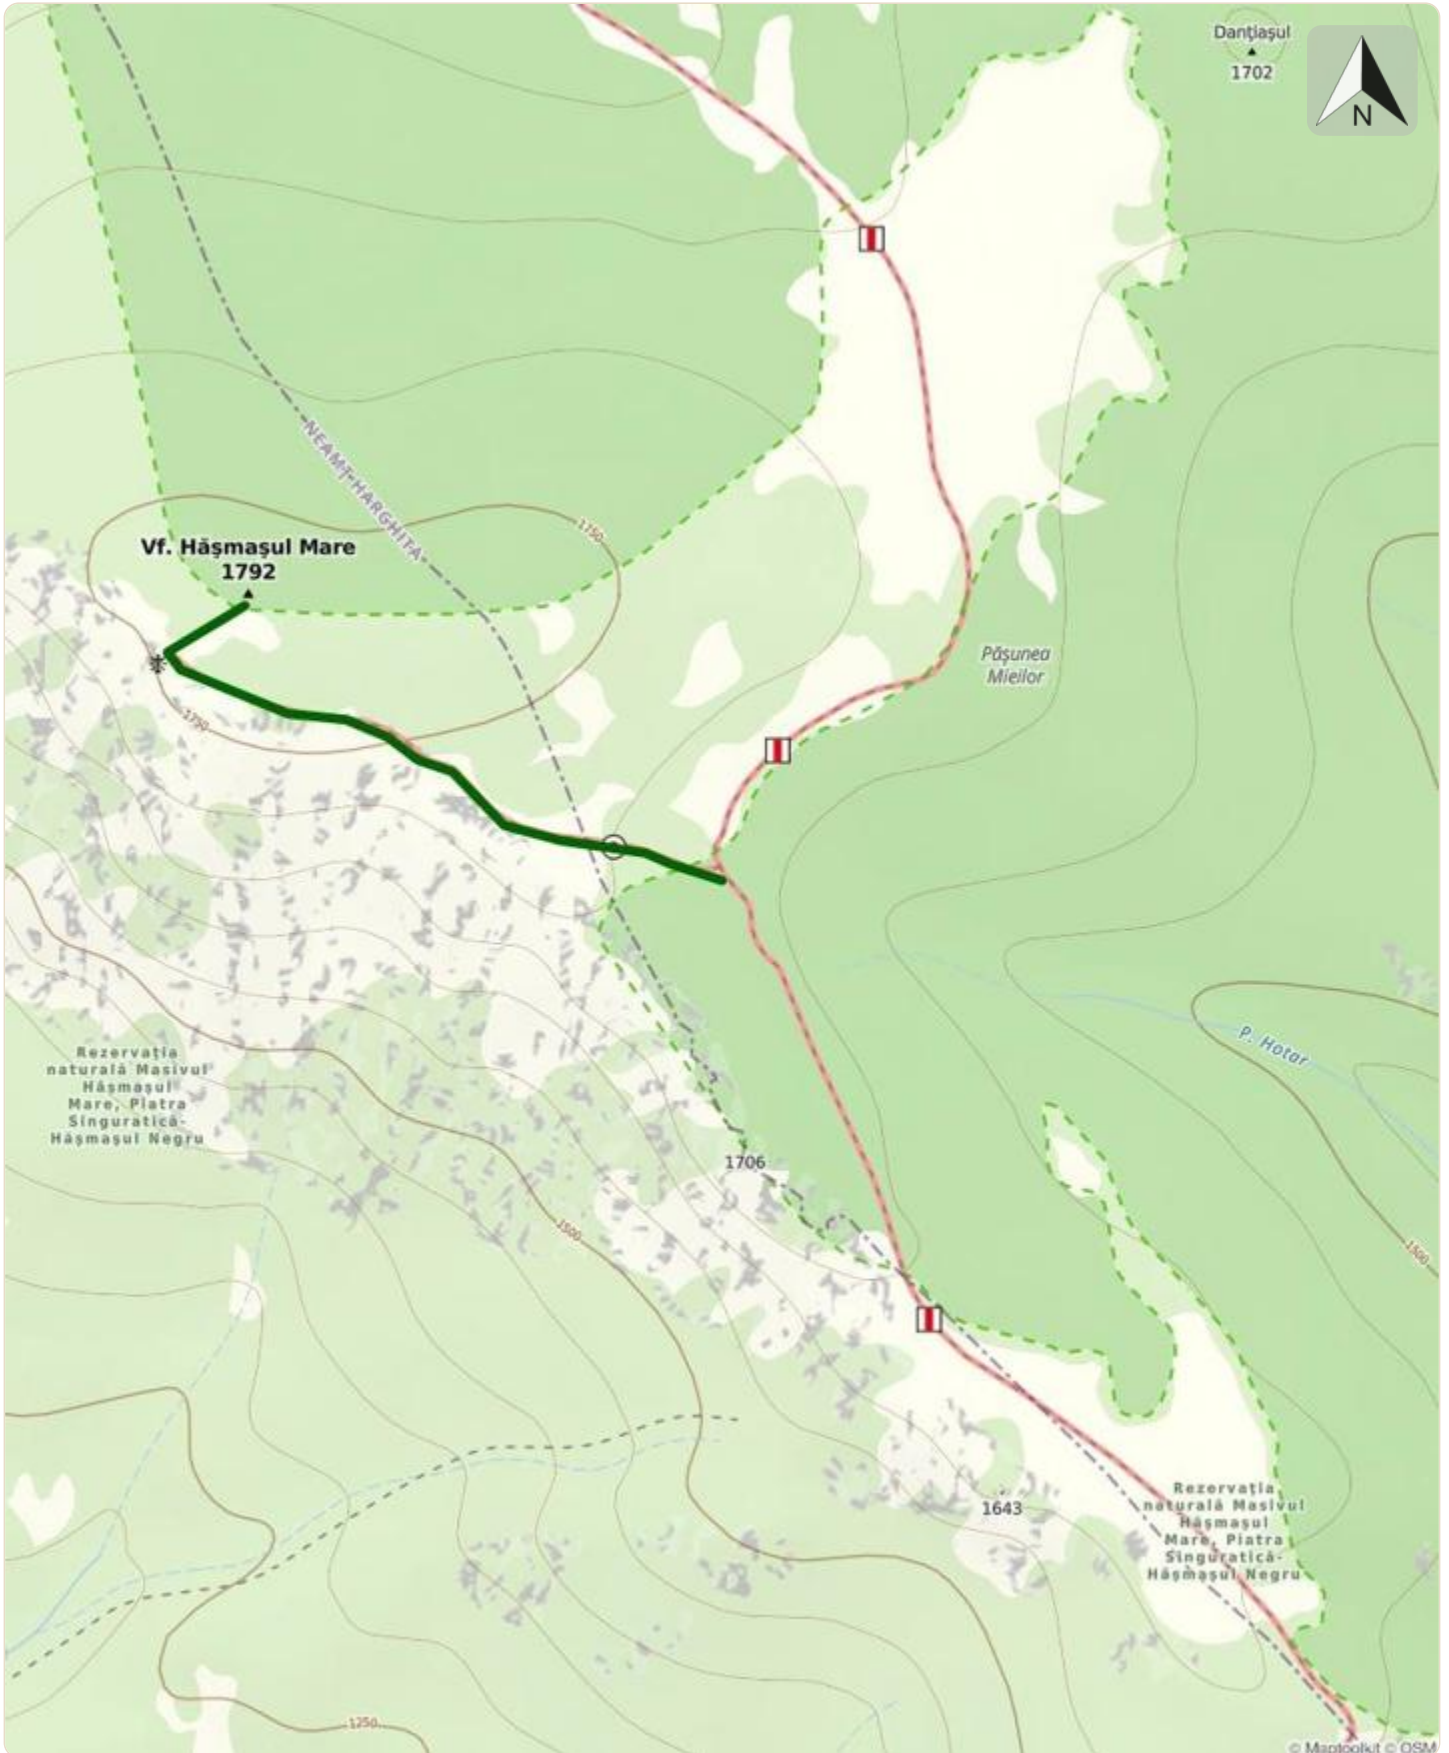 Danțiașul
1702
N
NEAMȚ-HARGHITA
1750
Vf. Hășmașul Mare
1792
Pășunea
Mieilor
1750
P. Hotar
Rezervația
naturală Masivul
Hășmașul
Mare, Piatra
Singuratică-
Hășmașul Negru
1706
1500
1500
1643
Rezervația
naturală Masivul
Hășmașul
Mare, Piatra
Singuratică-
Hășmașul Negru
1250
© Maptoolkit © OSM